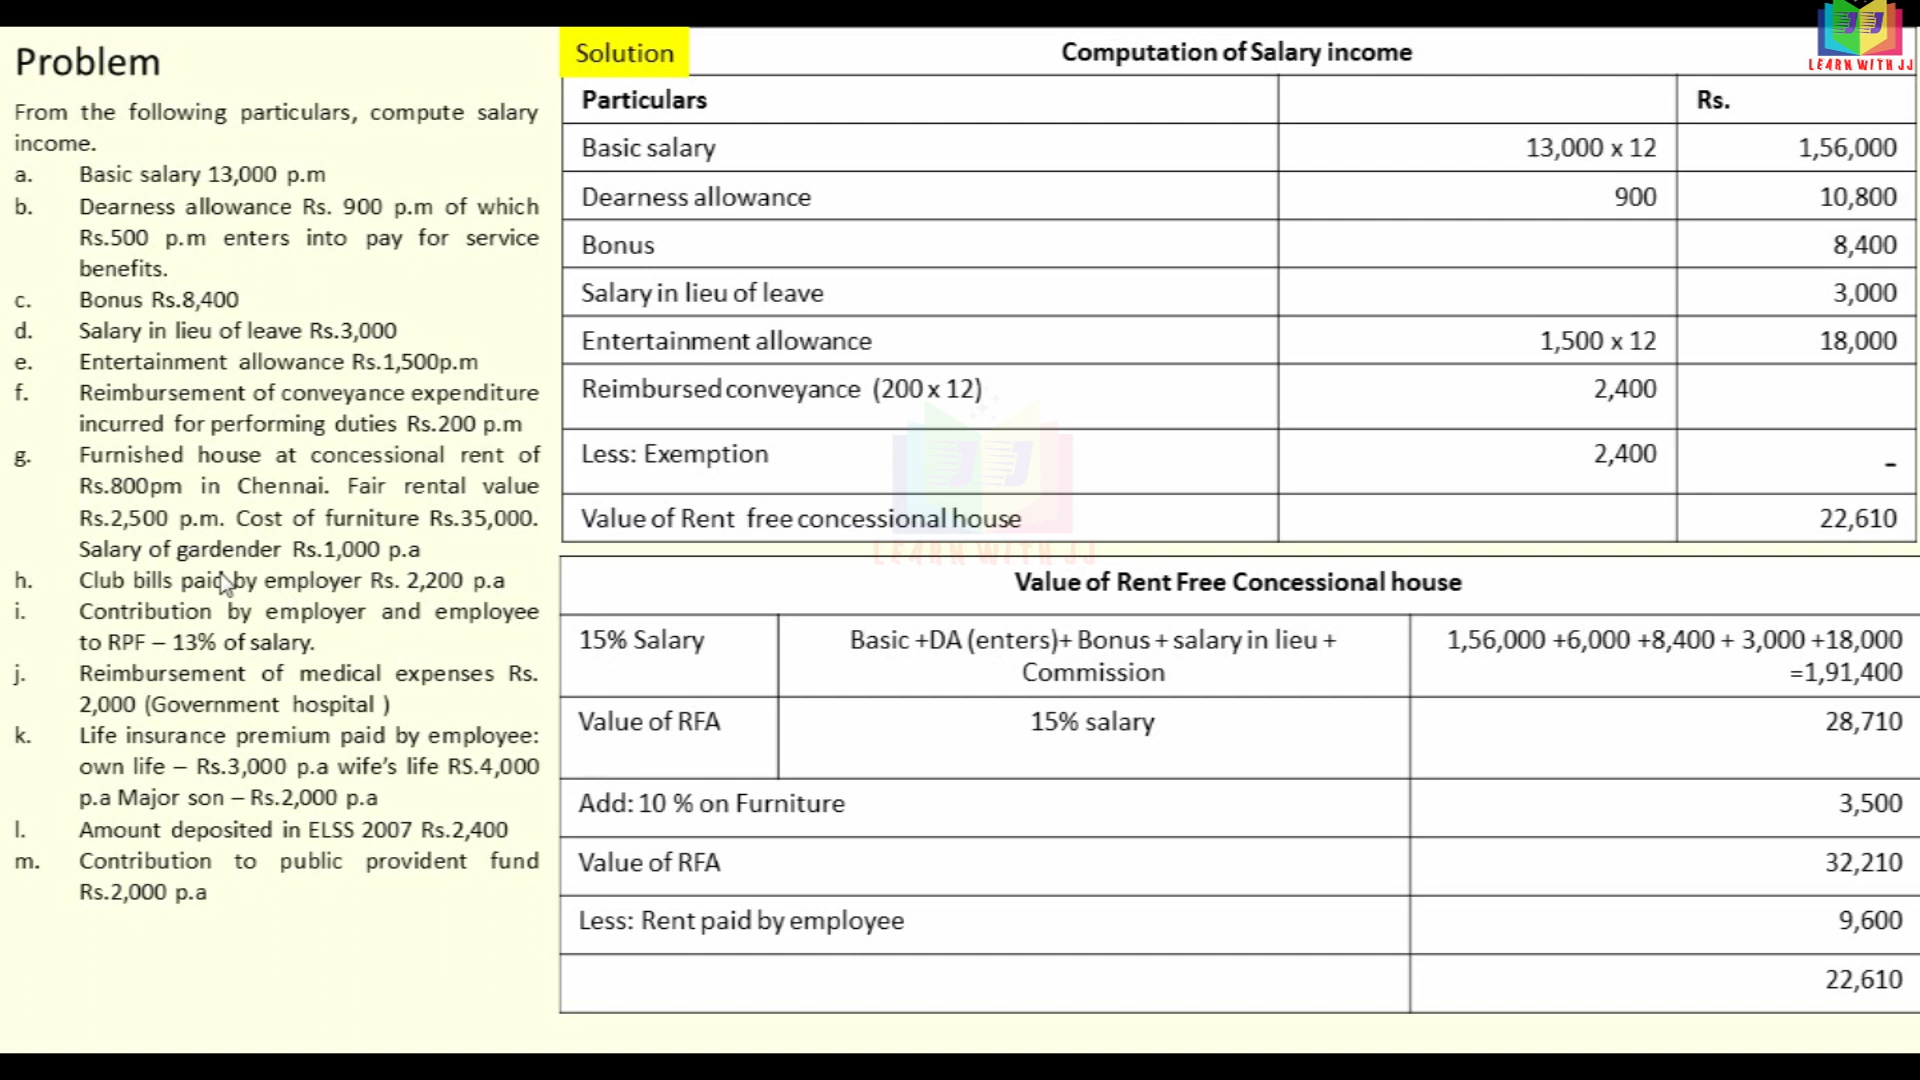 LEARN WITH JJ
Problem
From the following particulars, compute salary
income.
a. Basic salary 13,000 p.m
b. Dearness allowance Rs. 900 p.m of which
Rs.500 p.m enters into pay for service
benefits.
c. Bonus Rs.8,400
d. Salary in lieu of leave Rs.3,000
e. Entertainment allowance Rs.1,500p.m
f. Reimbursement of conveyance expenditure
incurred for performing duties Rs.200 p.m
g. Furnished house at concessional rent of
Rs.800pm in Chennai. Fair rental value
Rs.2,500 p.m. Cost of furniture Rs.35,000.
Salary of gardender Rs.1,000 p.a
h. Club bills paid by employer Rs. 2,200 p.a
i. Contribution by employer and employee
to RPF – 13% of salary.
j. Reimbursement of medical expenses Rs.
2,000 (Government hospital )
k. Life insurance premium paid by employee:
own life – Rs.3,000 p.a wife's life RS.4,000
p.a Major son – Rs.2,000 p.a
l. Amount deposited in ELSS 2007 Rs.2,400
m. Contribution to public provident fund
Rs.2,000 p.a
Solution
Computation of Salary income
Particulars Rs.
Basic salary 13,000 x 12 1,56,000
Dearness allowance 900 10,800
Bonus 8,400
Salary in lieu of leave 3,000
Entertainment allowance 1,500 x 12 18,000
Reimbursed conveyance (200 x 12) 2,400
Less: Exemption 2,400 -
Value of Rent free concessional house 22,610
LEARN WITH JJ
Value of Rent Free Concessional house
15% Salary Basic +DA (enters)+ Bonus + salary in lieu + 1,56,000 +6,000 +8,400 + 3,000 +18,000
Commission =1,91,400
Value of RFA 15% salary 28,710
Add: 10 % on Furniture 3,500
Value of RFA 32,210
Less: Rent paid by employee 9,600
22,610